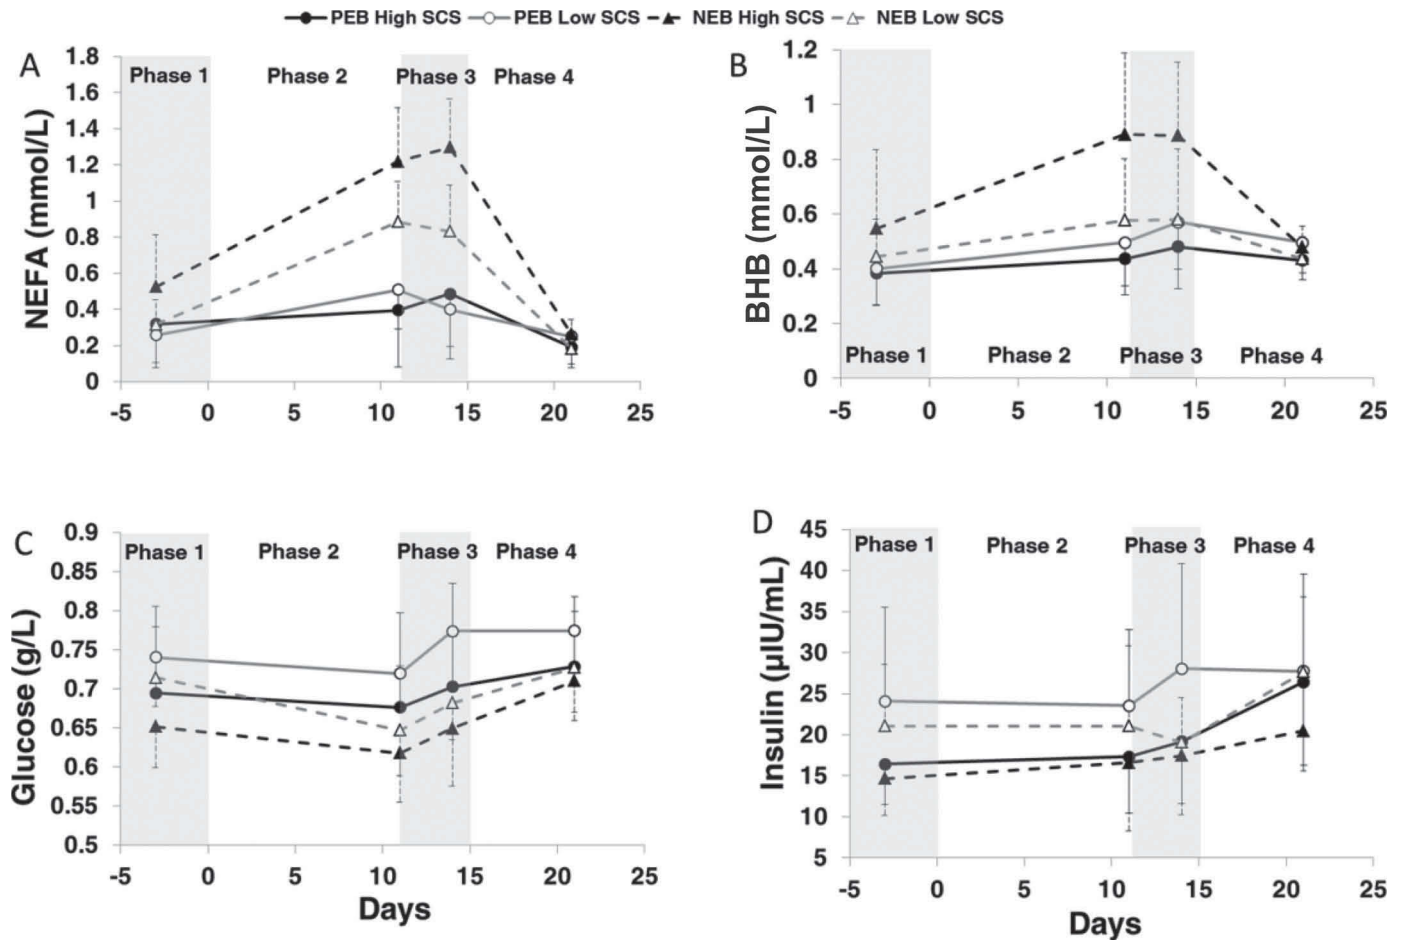 PEB High SCS PEB Low SCS NEB High SCS NEB Low SCS
A
1.8
1.6
1.4
1.2
1
0.8
0.6
0.4
0.2
0
NEFA (mmol/L)
Phase 1 Phase 2 Phase 3 Phase 4
-5 0 5 10 15 20 25
B
1.2
1
0.8
0.6
0.4
0.2
0
BHB (mmol/L)
Phase 1 Phase 2 Phase 3 Phase 4
-5 0 5 10 15 20 25
C
0.9
0.85
0.8
0.75
0.7
0.65
0.6
0.55
0.5
Glucose (g/L)
Phase 1 Phase 2 Phase 3 Phase 4
-5 0 5 10 15 20 25
Days
D
45
40
35
30
25
20
15
10
5
Insulin (µIU/mL)
Phase 1 Phase 2 Phase 3 Phase 4
-5 0 5 10 15 20 25
Days